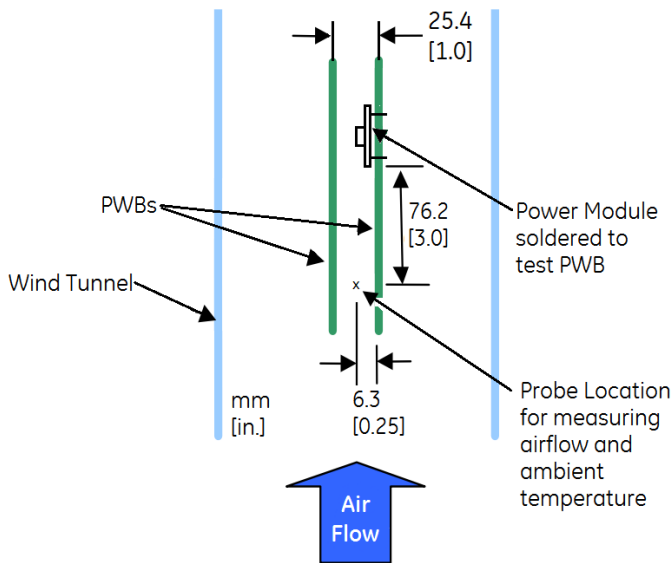 25.4
[1.0]
PWBs
76.2
[3.0]
Power Module
soldered to
test PWB
Wind Tunnel
x
mm
[in.]
6.3
[0.25]
Probe Location
for measuring
airflow and
ambient
temperature
Air
Flow